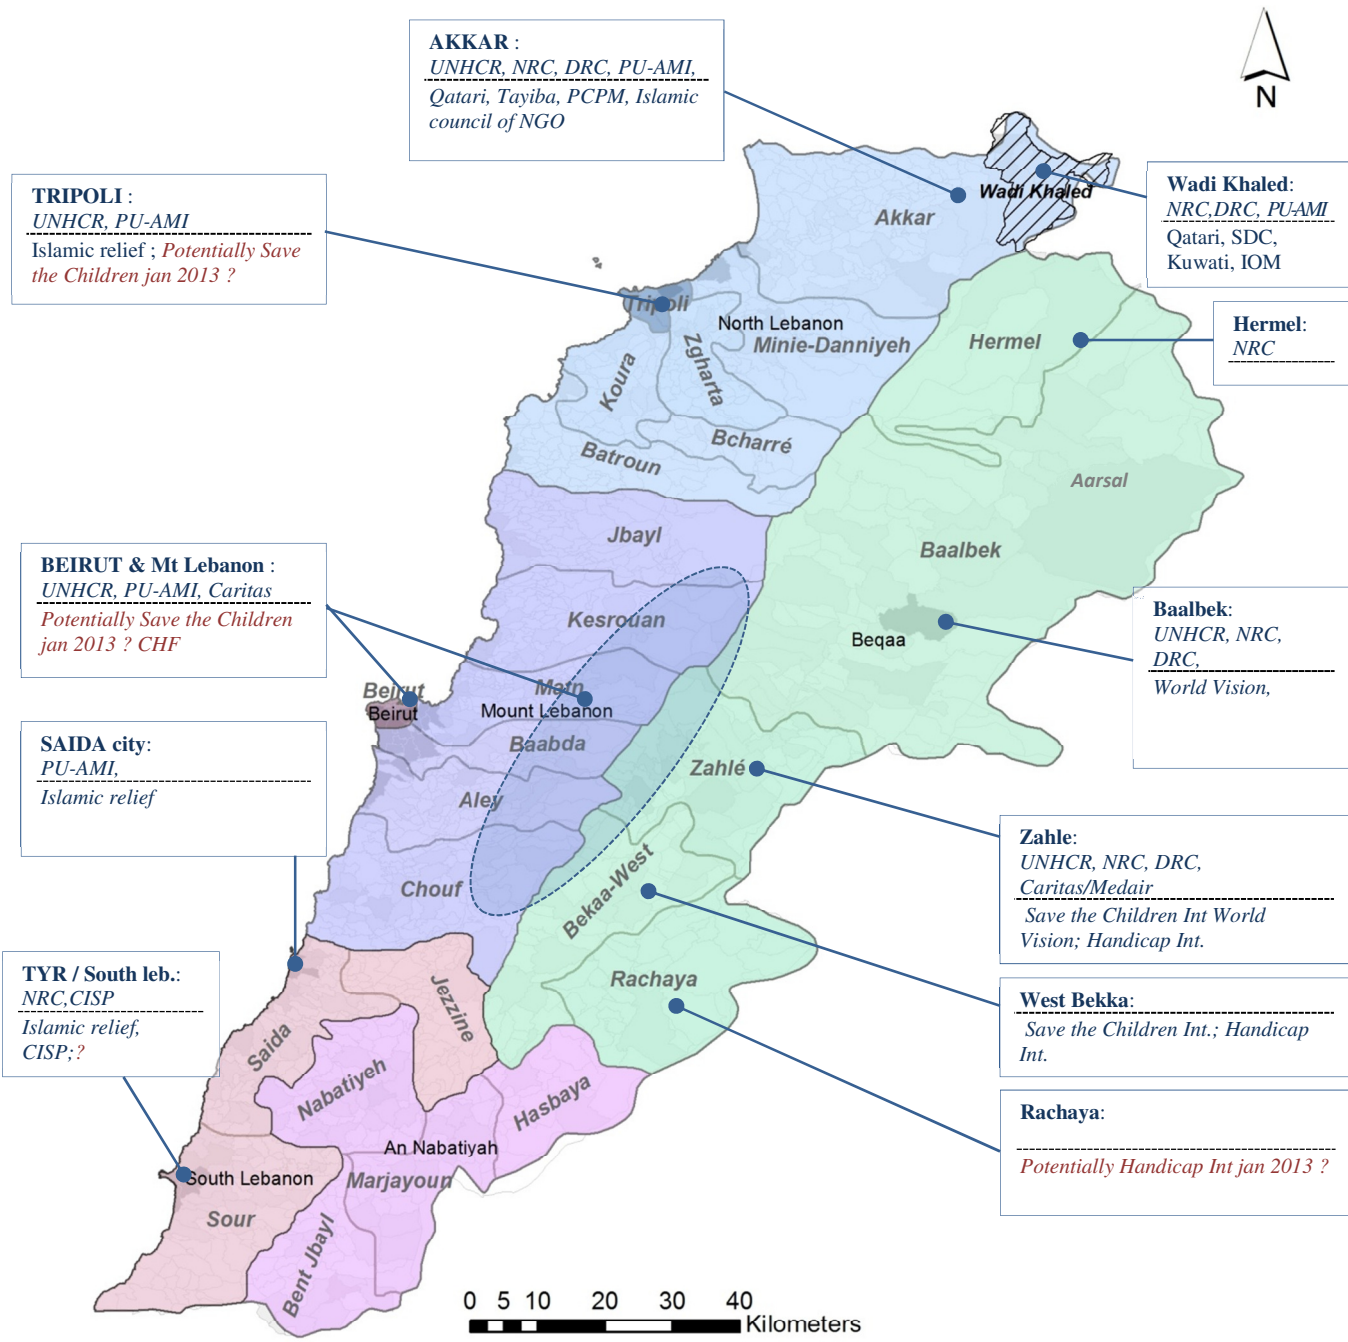 AKKAR :
UNHCR, NRC, DRC, PU-AMI,
Qatari, Tayiba, PCPM, Islamic
council of NGO
N
TRIPOLI :
UNHCR, PU-AMI
Islamic relief ; Potentially Save
the Children jan 2013 ?
Wadi Khaled:
NRC,DRC, PU-AMI
Qatari, SDC,
Kuwati, IOM
Hermel:
NRC
Wadi Khaled
Akkar
Tripoli
North Lebanon
Minie-Danniyeh
Hermel
Koura
Zgharta
Bcharré
Batroun
Aarsal
Jbayl
Baalbek
BEIRUT & Mt Lebanon :
UNHCR, PU-AMI, Caritas
Potentially Save the Children
jan 2013 ? CHF
Kesrouan
Beqaa
Baalbek:
UNHCR, NRC,
DRC,
World Vision,
Beirut
Beirut
Matn
Mount Lebanon
Baabda
SAIDA city:
PU-AMI,
Islamic relief
Zahlé
Aley
Chouf
Bekaa-West
Zahle:
UNHCR, NRC, DRC,
Caritas/Medair
Save the Children Int World
Vision; Handicap Int.
TYR / South leb.:
NRC,CISP
Islamic relief,
CISP;?
Rachaya
Jezzine
Saida
West Bekka:
Save the Children Int.; Handicap
Int.
Nabatiyeh
Hasbaya
Rachaya:
Potentially Handicap Int jan 2013 ?
An Nabatiyah
South Lebanon
Marjayoun
Sour
Bent Jbayl
0 5 10 20 30 40
Kilometers